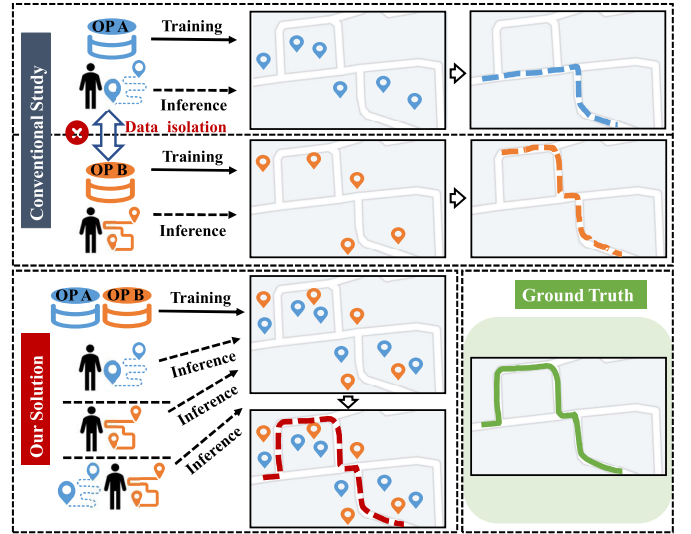 Conventional Study
OP A
Training
Inference
Data isolation
OP B
Training
Inference
Our Solution
OP A OP B
Training
Inference
Inference
Inference
Ground Truth